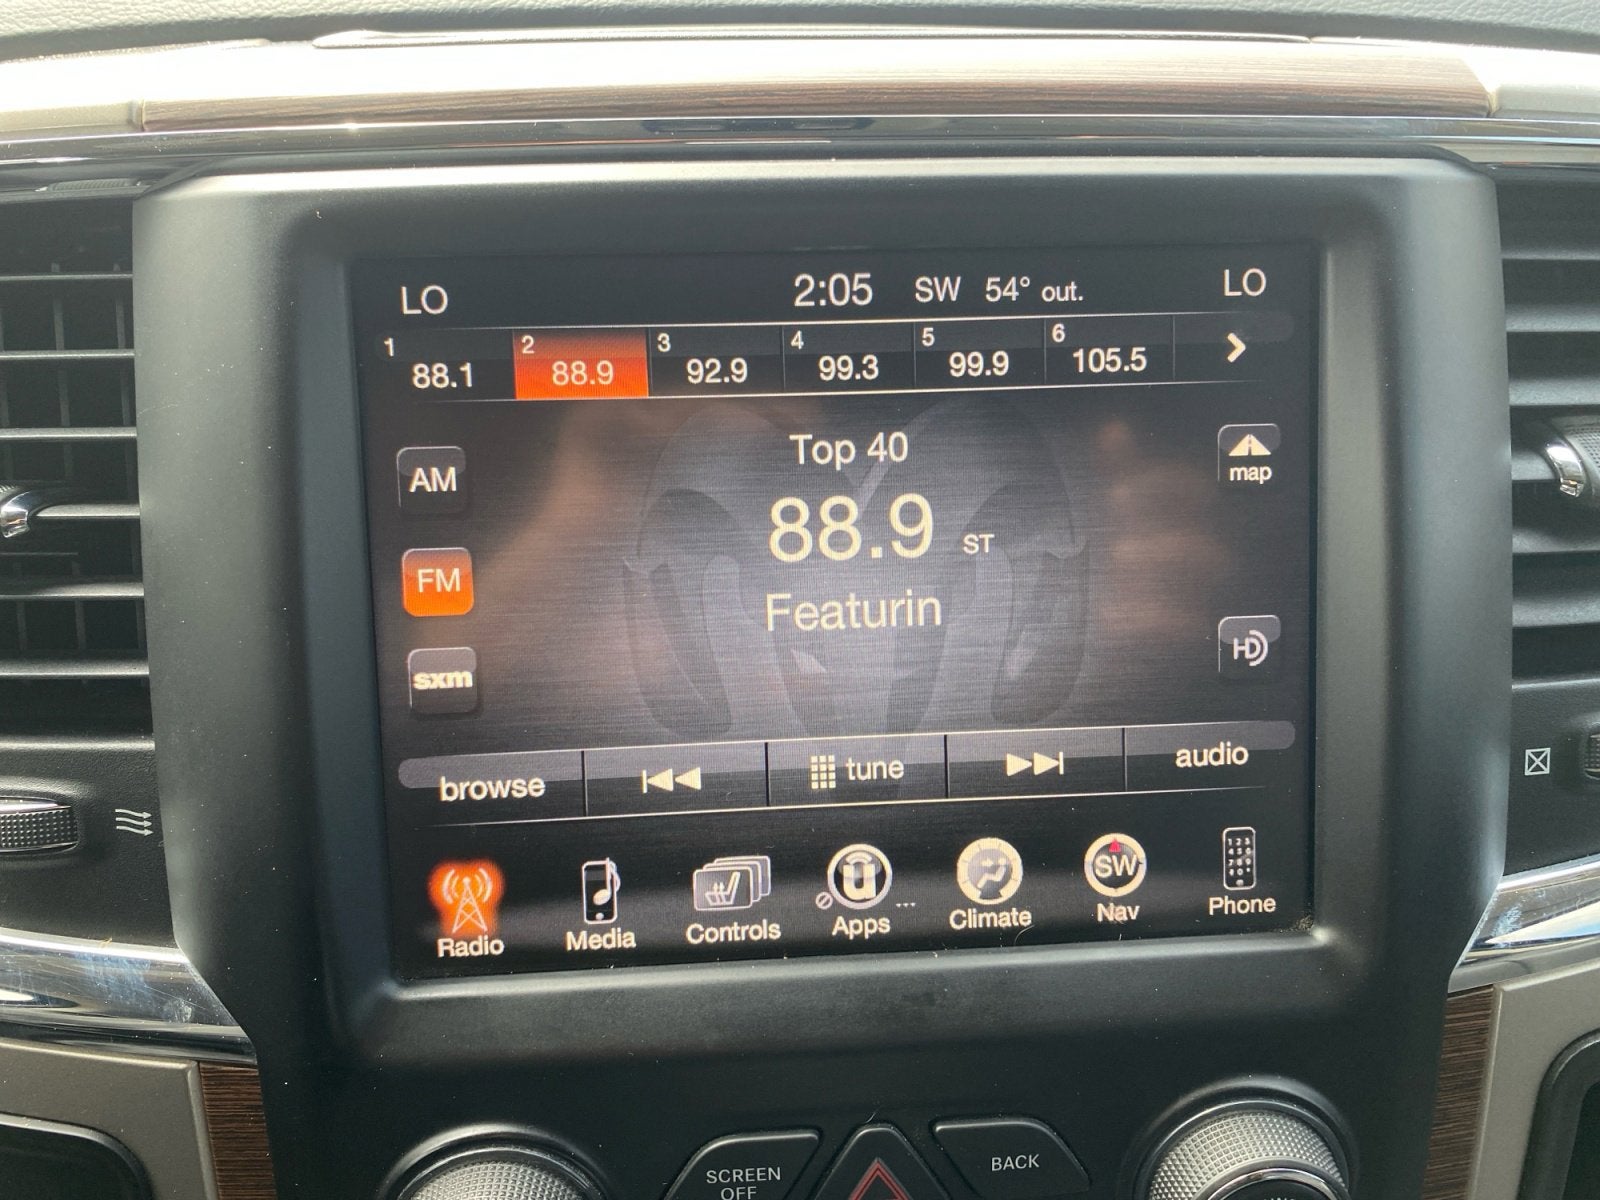 LO 2:05 SW 54° out. LO
1 88.1 2 88.9 3 92.9 4 99.3 5 99.9 6 105.5
Top 40
AM
map
88.9 ST
FM
Featurin
HD
sxm
browse tune audio
SW
Radio Media Controls Apps ... Climate Nav Phone
SCREEN
OFF
BACK